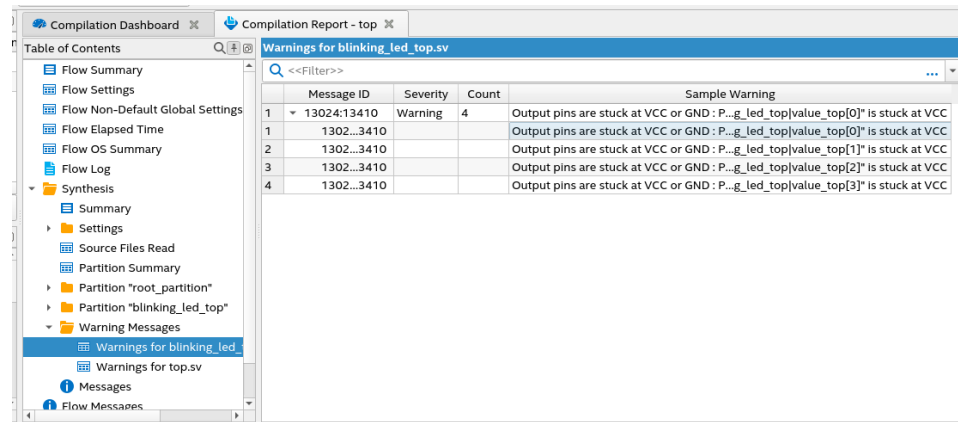 Compilation Dashboard
Compilation Report - top
Table of Contents
Flow Summary
Flow Settings
Flow Non-Default Global Settings
Flow Elapsed Time
Flow OS Summary
Flow Log
Synthesis
Summary
Settings
Source Files Read
Partition Summary
Partition "root_partition"
Partition "blinking_led_top"
Warning Messages
Warnings for blinking_led_
Warnings for top.sv
Messages
Flow Messages
Warnings for blinking_led_top.sv
<<Filter>>
...
Message ID Severity Count Sample Warning
1 13024:13410 Warning 4 Output pins are stuck at VCC or GND : P...g_led_top|value_top[0]" is stuck at VCC
1 1302...3410 Output pins are stuck at VCC or GND : P...g_led_top|value_top[0]" is stuck at VCC
2 1302...3410 Output pins are stuck at VCC or GND : P...g_led_top|value_top[1]" is stuck at VCC
3 1302...3410 Output pins are stuck at VCC or GND : P...g_led_top|value_top[2]" is stuck at VCC
4 1302...3410 Output pins are stuck at VCC or GND : P...g_led_top|value_top[3]" is stuck at VCC